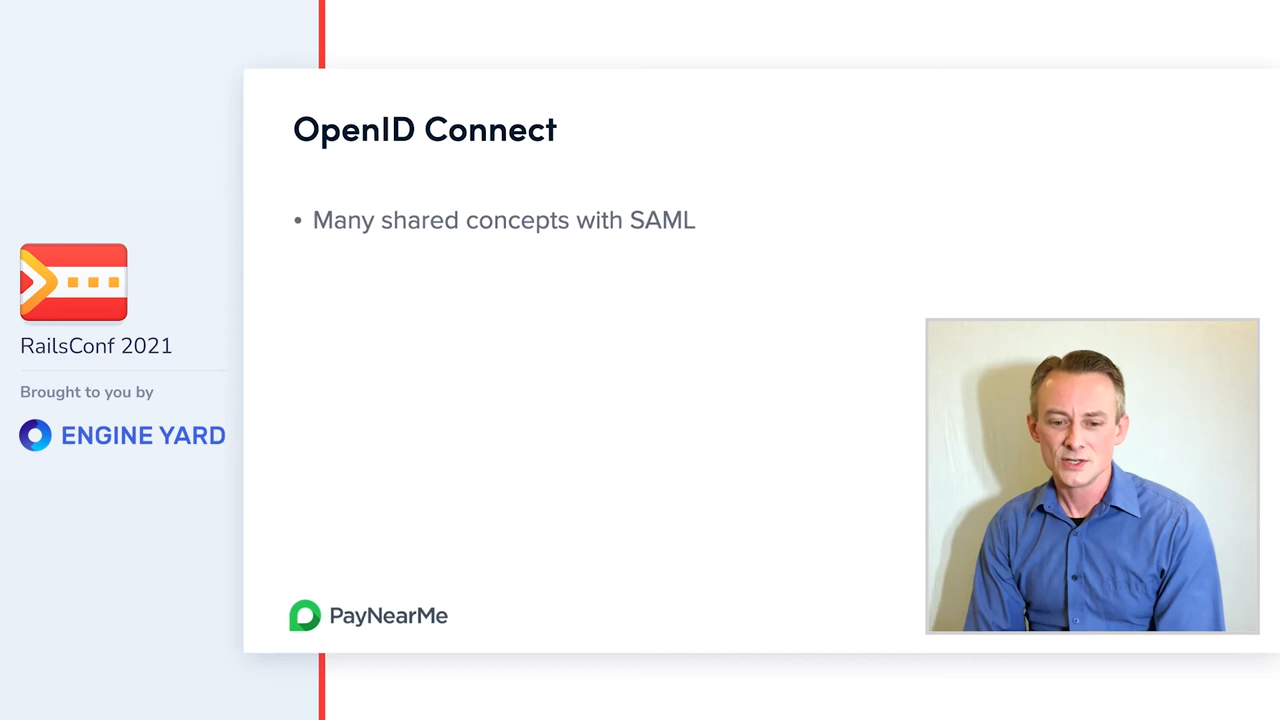 OpenID Connect
• Many shared concepts with SAML
RailsConf 2021
Brought to you by
ENGINE YARD
PayNearMe